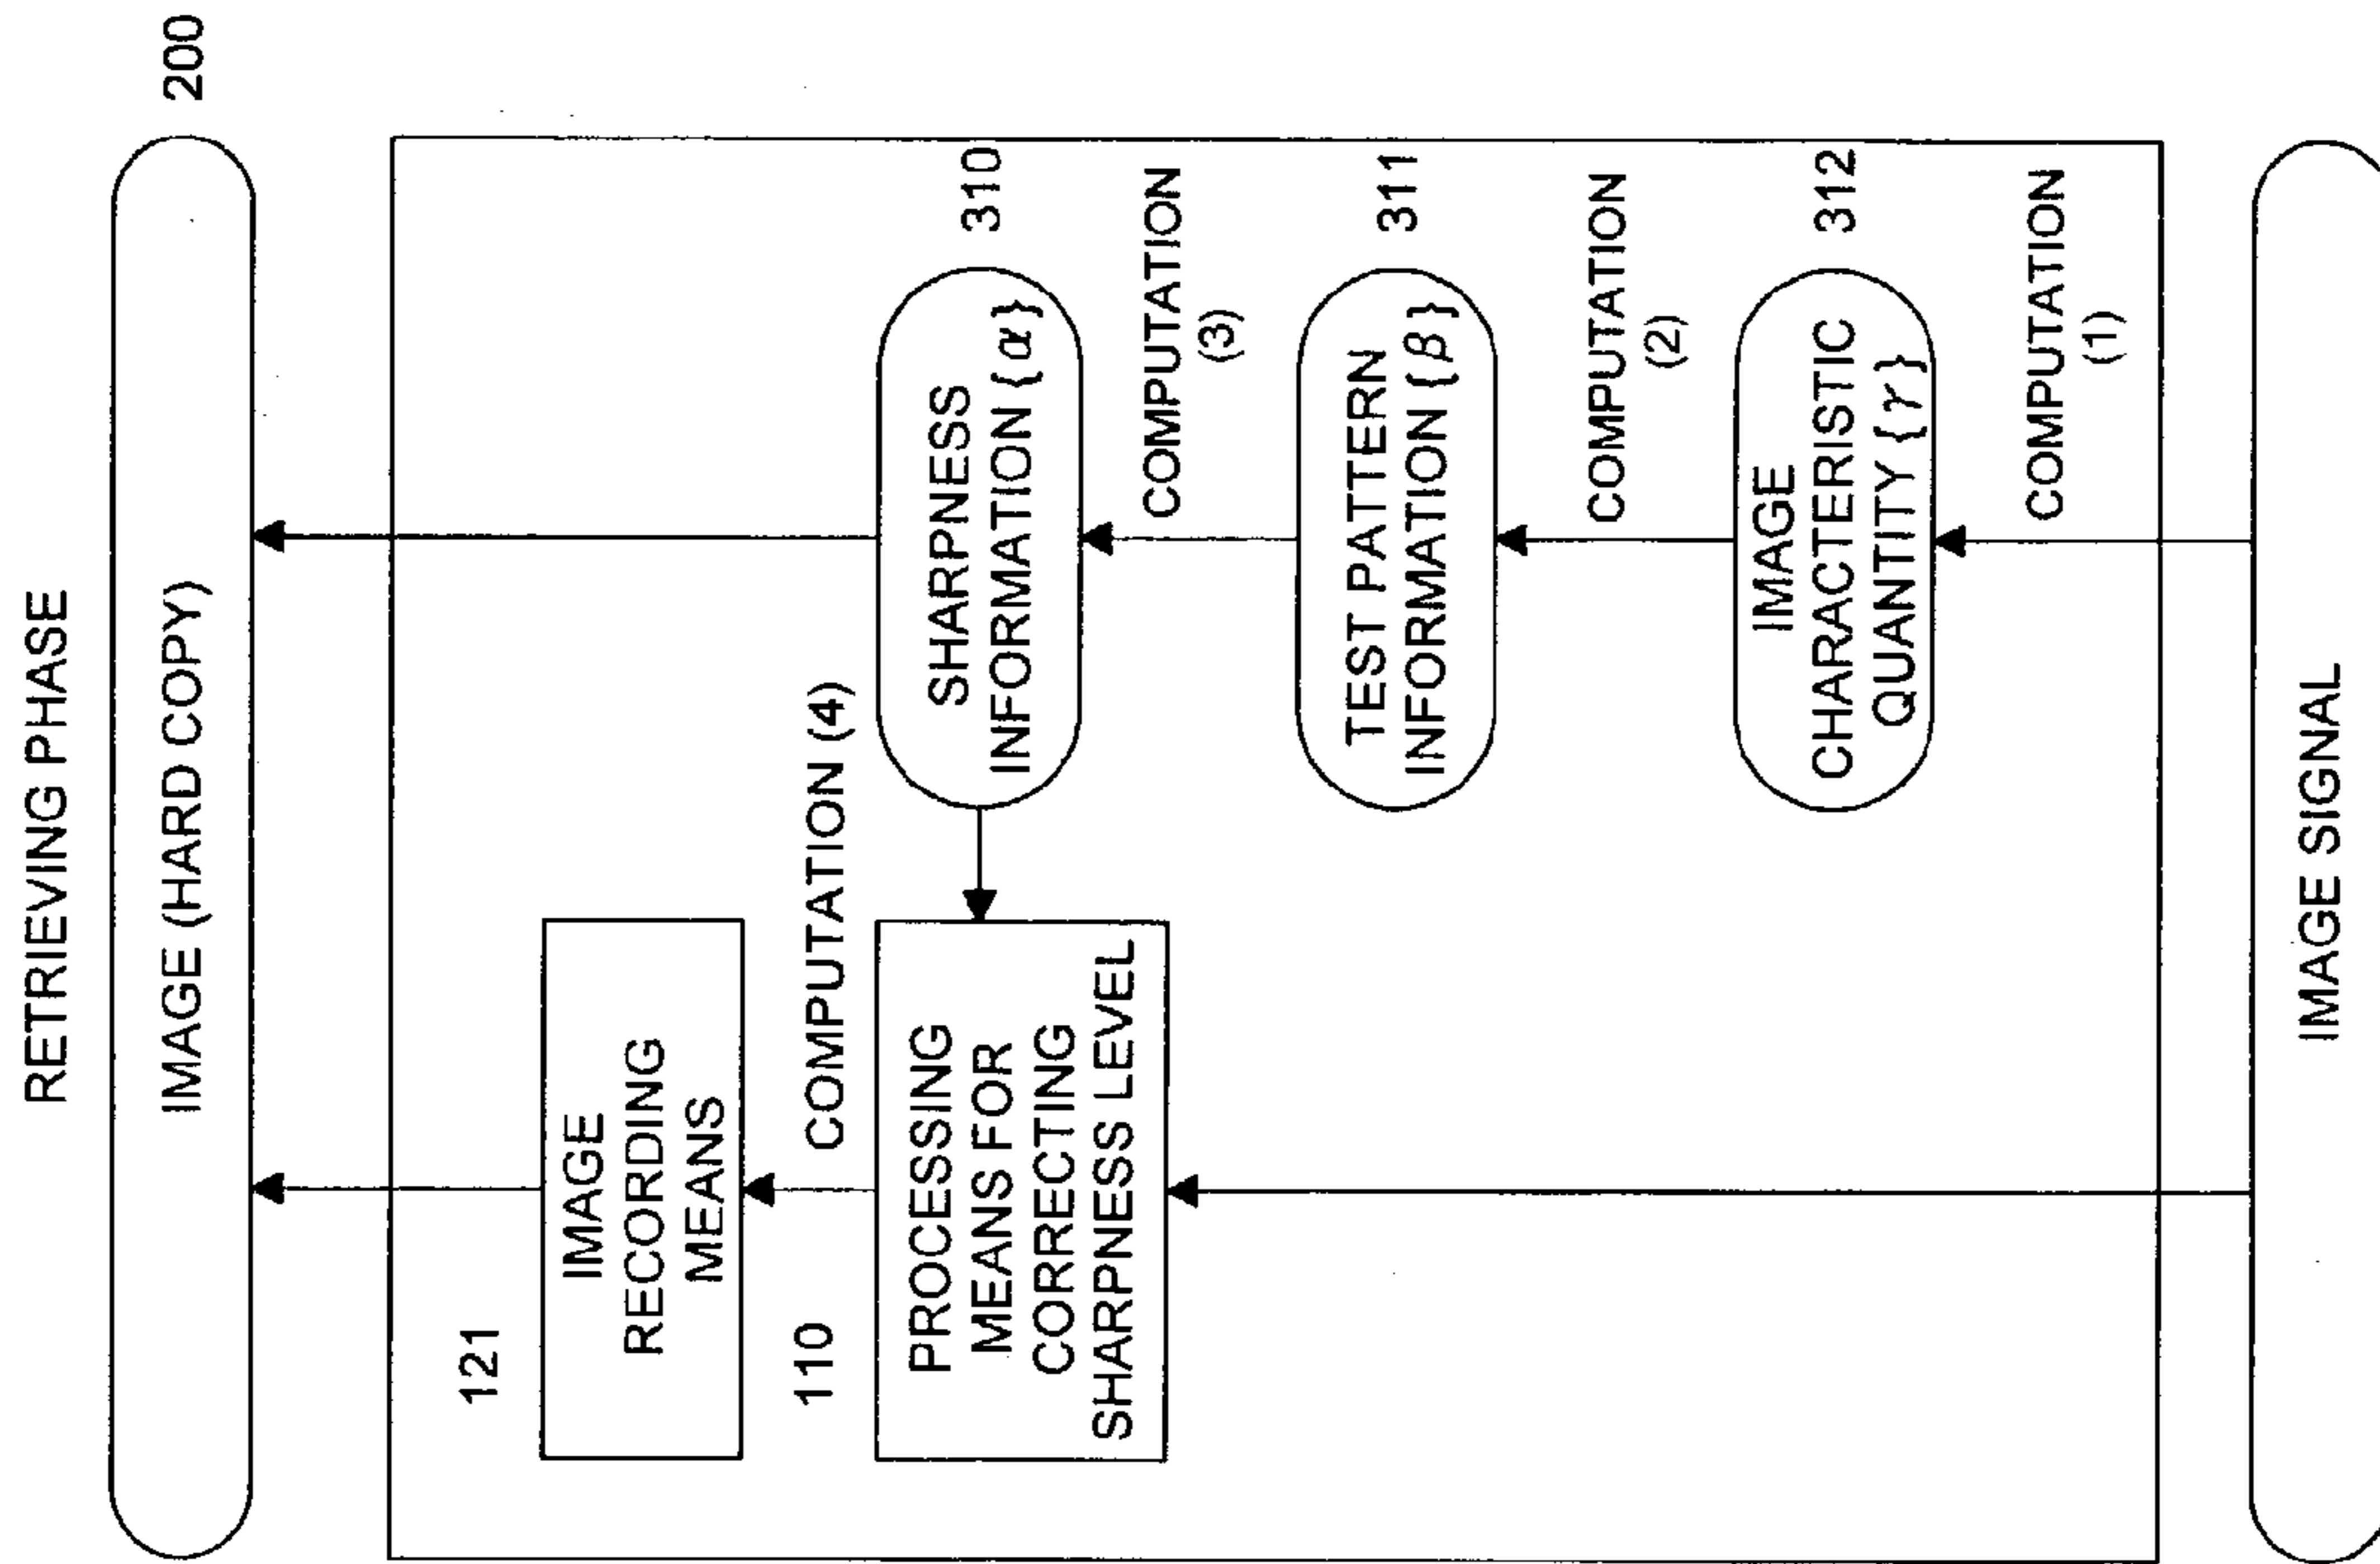 RETRIEVING PHASE
IMAGE (HARD COPY)
200
121
IMAGE
RECORDING
MEANS
110
COMPUTATION (4)
PROCESSING
MEANS FOR
CORRECTING
SHARPNESS LEVEL
SHARPNESS
INFORMATION {α}
310
COMPUTATION
(3)
TEST PATTERN
INFORMATION {β}
311
COMPUTATION
(2)
IMAGE
CHARACTERISTIC
QUANTITY {γ}
312
COMPUTATION
(1)
IMAGE SIGNAL